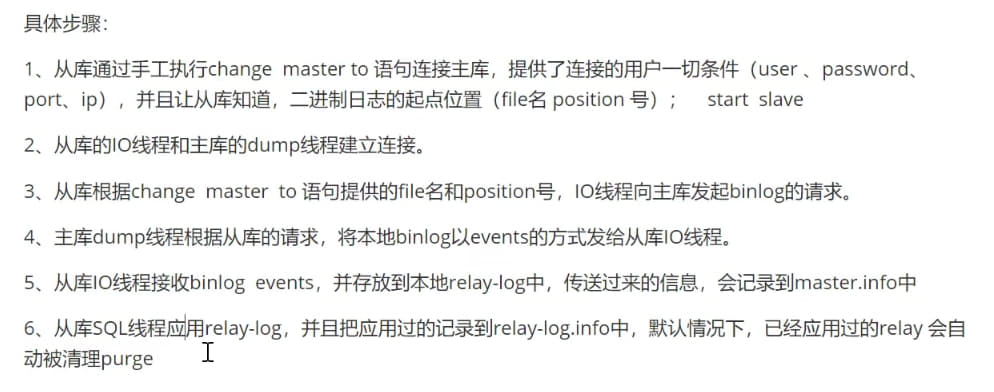 具体步骤：
1、从库通过手工执行change master to 语句连接主库，提供了连接的用户一切条件（user 、password、
port、ip），并且让从库知道，二进制日志的起点位置（file名 position 号）； start slave
2、从库的IO线程和主库的dump线程建立连接。
3、从库根据change master to 语句提供的file名和position号，IO线程向主库发起binlog的请求。
4、主库dump线程根据从库的请求，将本地binlog以events的方式发给从库IO线程。
5、从库IO线程接收binlog events，并存放到本地relay-log中，传送过来的信息，会记录到master.info中
6、从库SQL线程应用relay-log，并且把应用过的记录到relay-log.info中，默认情况下，已经应用过的relay 会自
动被清理purge